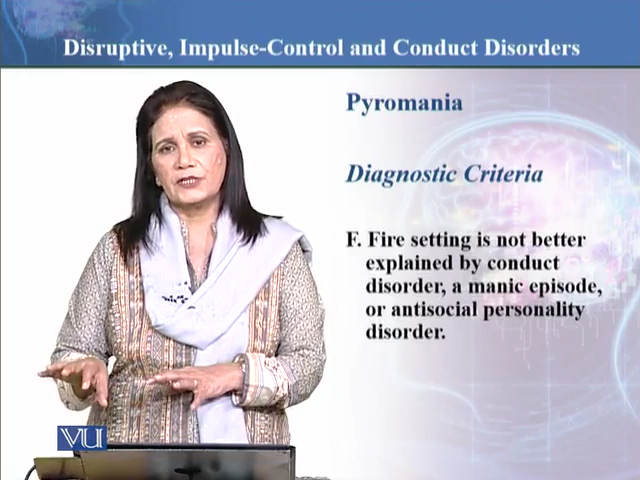 Disruptive, Impulse-Control and Conduct Disorders
Pyromania
Diagnostic Criteria
F. Fire setting is not better
explained by conduct
disorder, a manic episode,
or antisocial personality
disorder.
VU